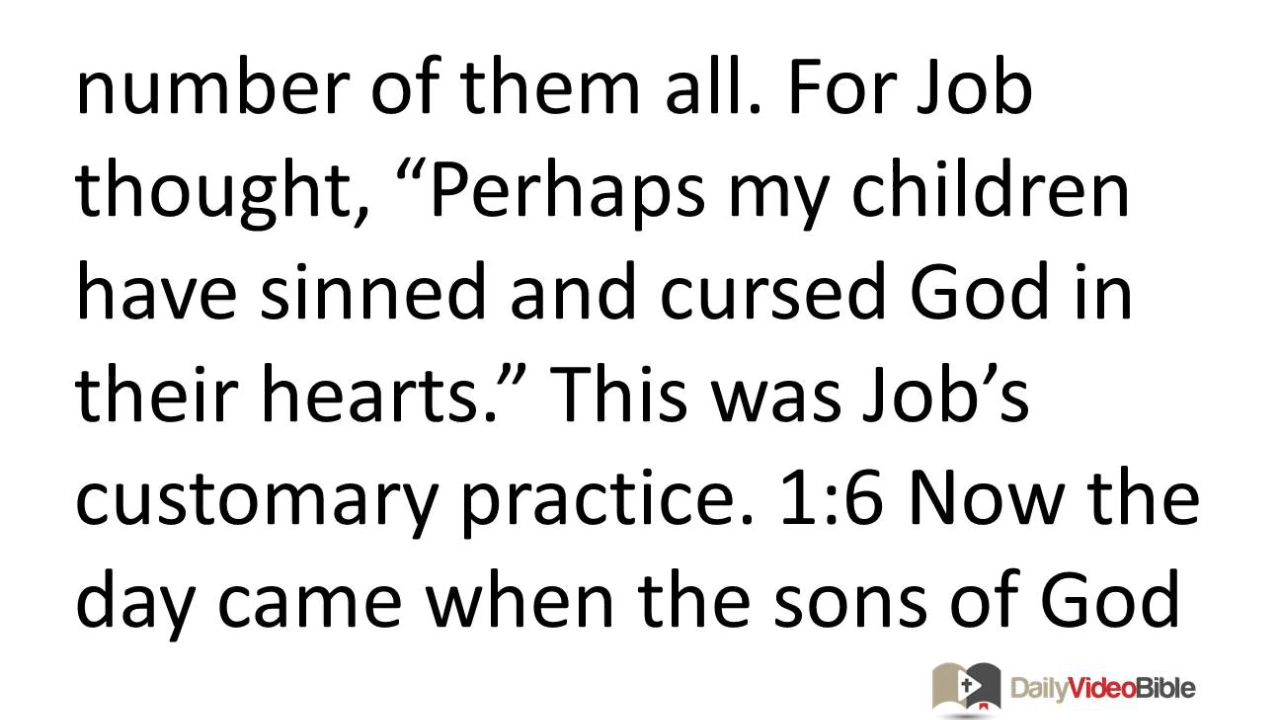 number of them all. For Job
thought, “Perhaps my children
have sinned and cursed God in
their hearts.” This was Job’s
customary practice. 1:6 Now the
day came when the sons of God
DailyVideoBible